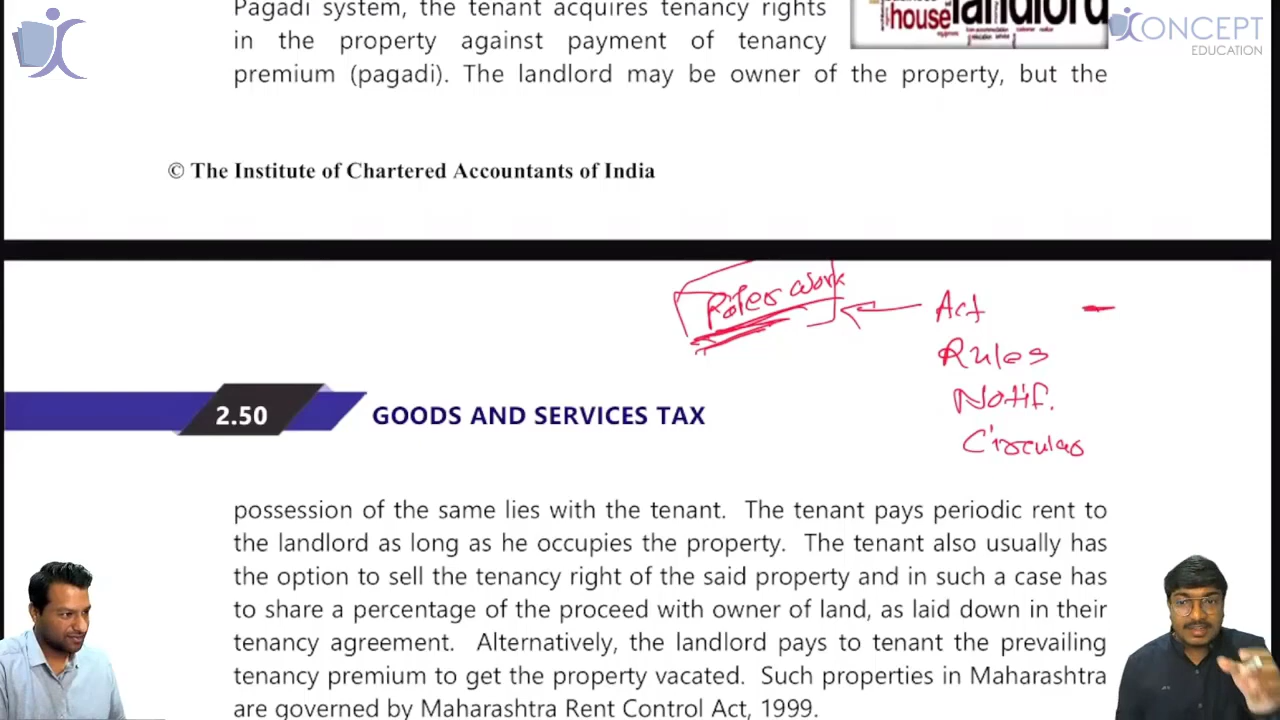 Pagadi system, the tenant acquires tenancy rights
in the property against payment of tenancy
premium (pagadi). The landlord may be owner of the property, but the
house landlord
KONCEPT
EDUCATION
© The Institute of Chartered Accountants of India
work
Act
Rules
Notif.
Circular
2.50 GOODS AND SERVICES TAX
possession of the same lies with the tenant. The tenant pays periodic rent to
the landlord as long as he occupies the property. The tenant also usually has
the option to sell the tenancy right of the said property and in such a case has
to share a percentage of the proceed with owner of land, as laid down in their
tenancy agreement. Alternatively, the landlord pays to tenant the prevailing
tenancy premium to get the property vacated. Such properties in Maharashtra
are governed by Maharashtra Rent Control Act, 1999.